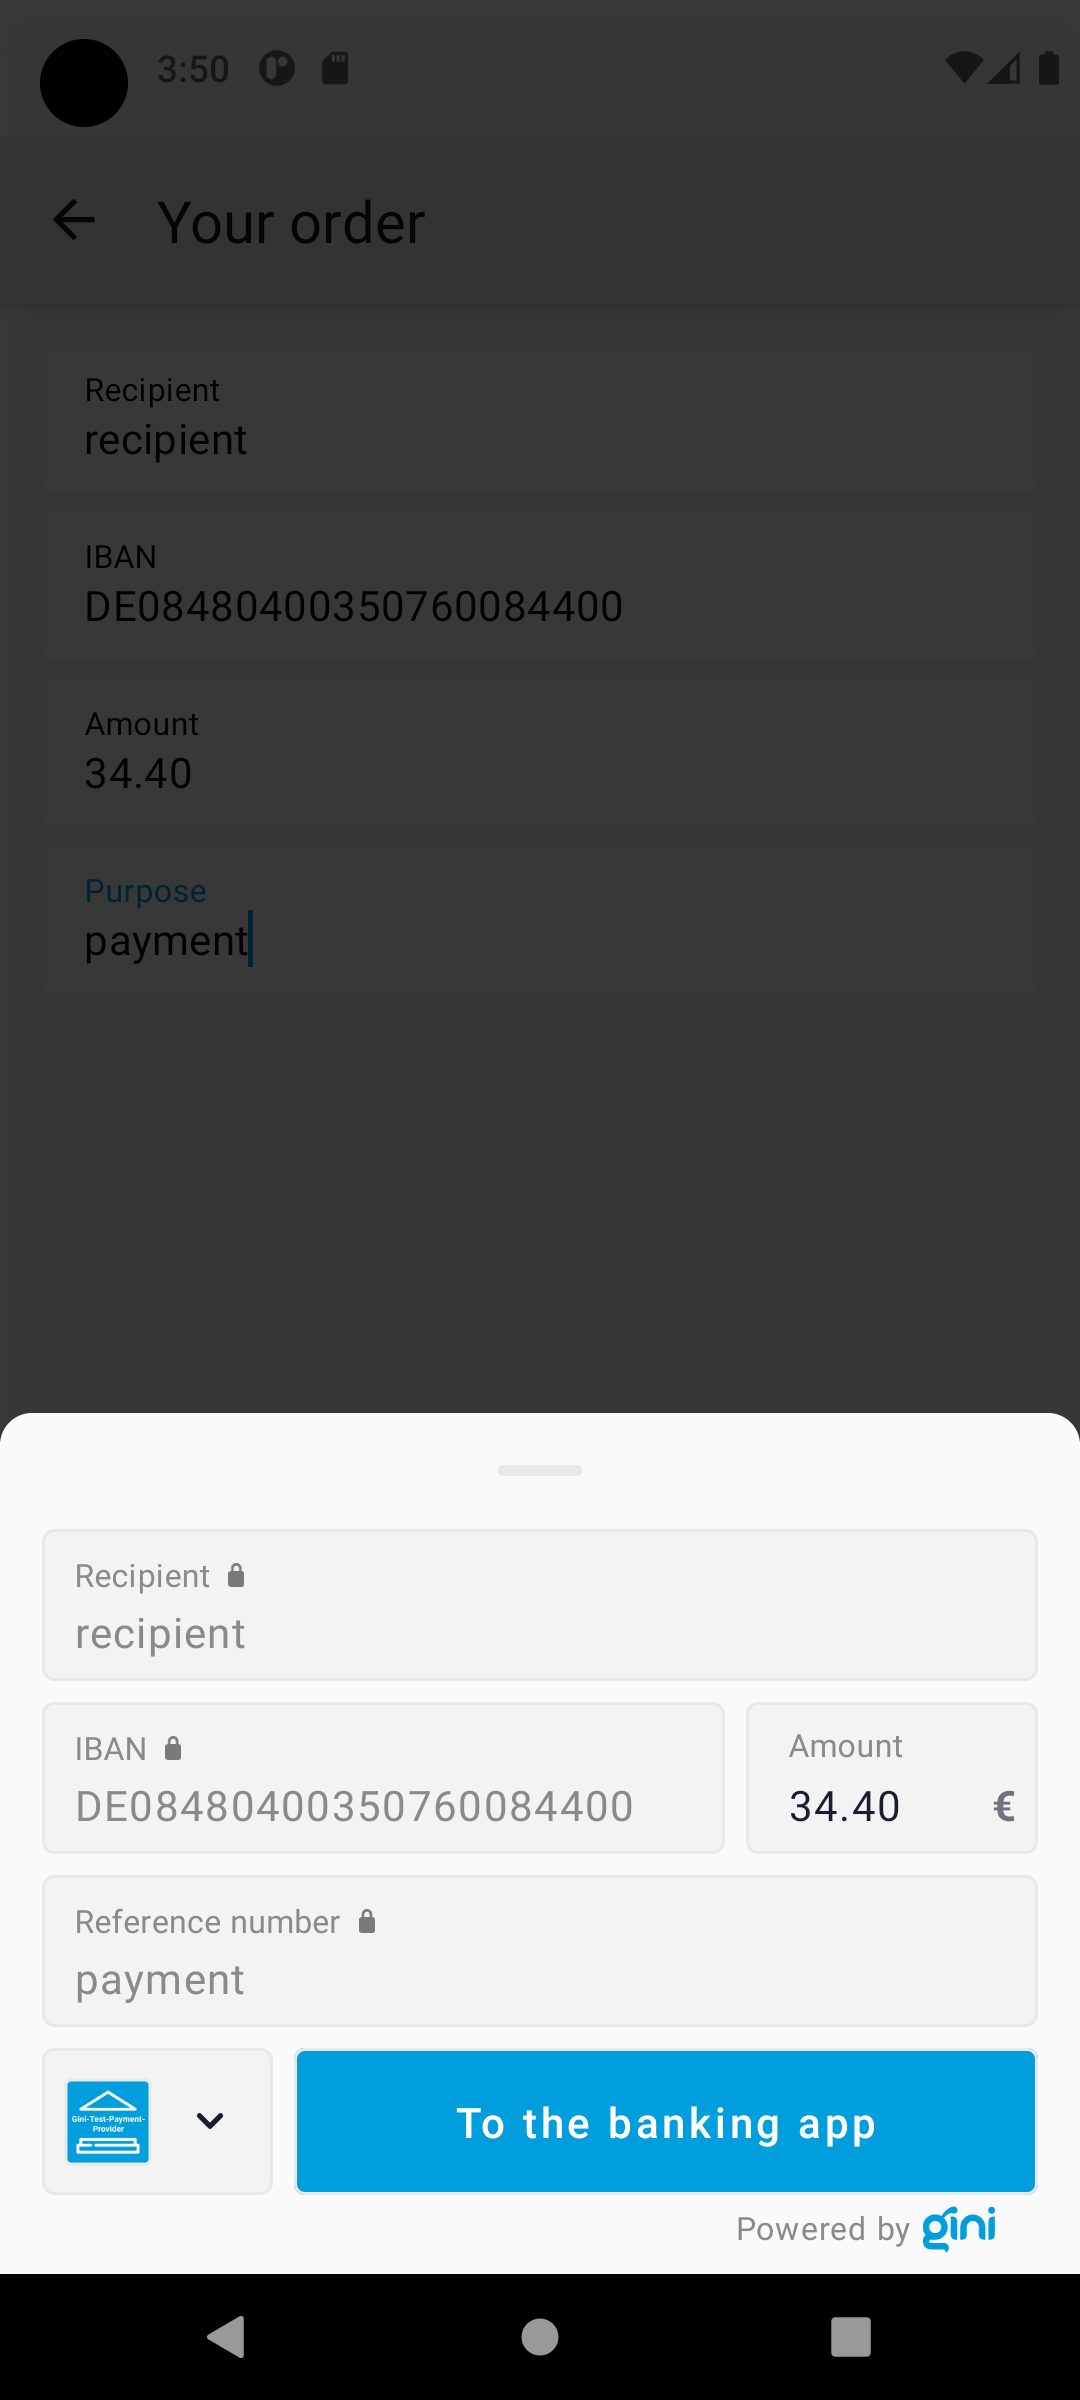 3:50
Your order
Recipient
recipient
IBAN
DE08480400350760084400
Amount
34.40
Purpose
payment
Recipient
recipient
IBAN
DE08480400350760084400
Amount
34.40 €
Reference number
payment
Gini-Test-Payment-
Provider
To the banking app
Powered by gini